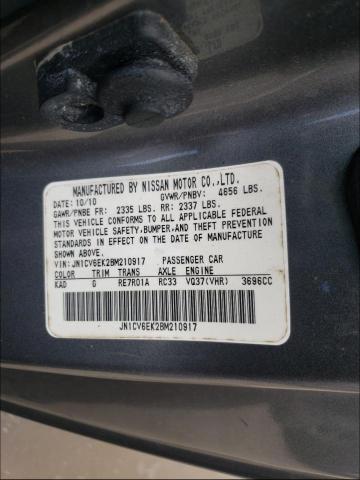 MANUFACTURED BY NISSAN MOTOR CO.,LTD.
DATE: 10/10 GVWR/PNBV: 4656 LBS.
GAWR/PNBE FR: 2335 LBS. RR: 2337 LBS.
THIS VEHICLE CONFORMS TO ALL APPLICABLE FEDERAL
MOTOR VEHICLE SAFETY,BUMPER,AND THEFT PREVENTION
STANDARDS IN EFFECT ON THE DATE OF MANUFACTURE
SHOWN ABOVE.
VIN: JN1CV6EK2BM210917 PASSENGER CAR
COLOR TRIM TRANS AXLE ENGINE
KAD G RE7R01A RC33 VQ37(VHR) 3696CC
JN1CV6EK2BM210917